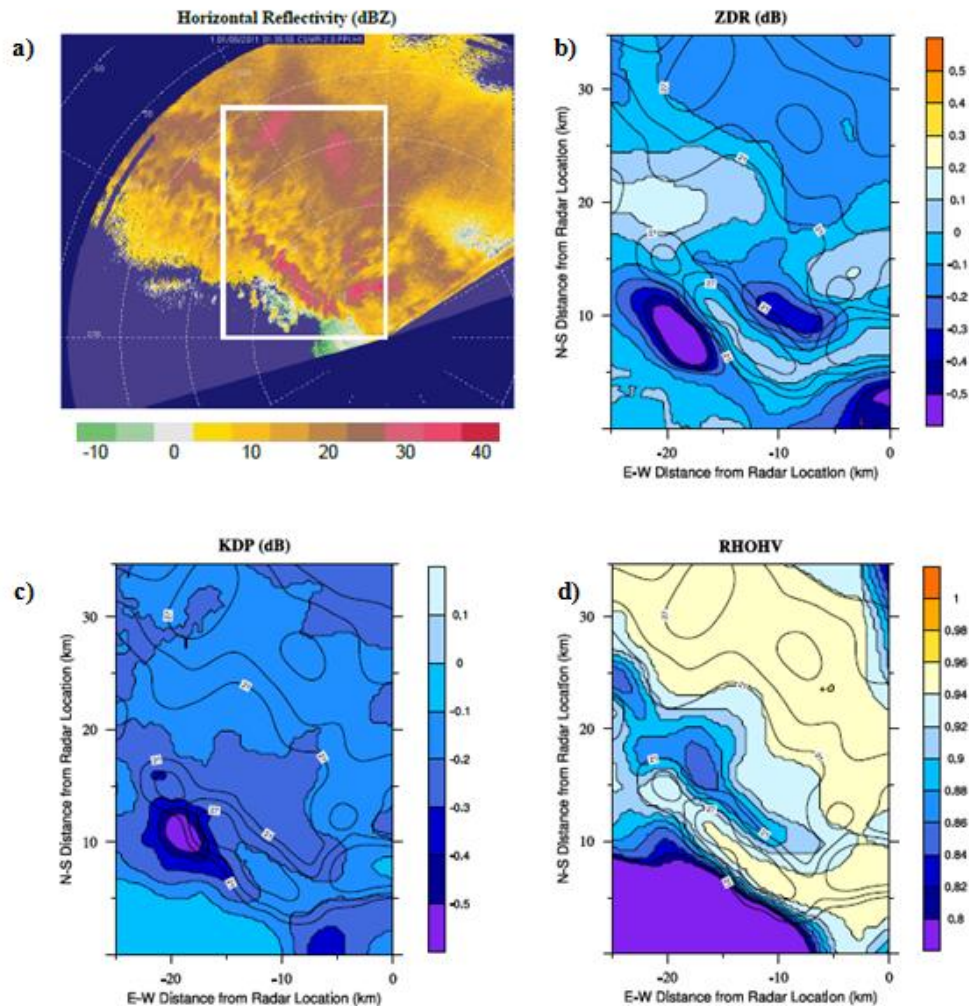 Horizontal Reflectivity (dBZ)
a)
-10 0 10 20 30 40
ZDR (dB)
b)
N-S Distance from Radar Location (km)
30
20
10
-20 -10 0
E-W Distance from Radar Location (km)
0.5
0.4
0.3
0.2
0.1
0
-0.1
-0.2
-0.3
-0.4
-0.5
KDP (dB)
c)
N-S Distance from Radar Location (km)
30
20
10
-20 -10 0
E-W Distance from Radar Location (km)
0.1
0
-0.1
-0.2
-0.3
-0.4
-0.5
RHOHV
d)
N-S Distance from Radar Location (km)
30
20
10
-20 -10 0
E-W Distance from Radar Location (km)
1
0.98
0.96
0.94
0.92
0.9
0.88
0.86
0.84
0.82
0.8